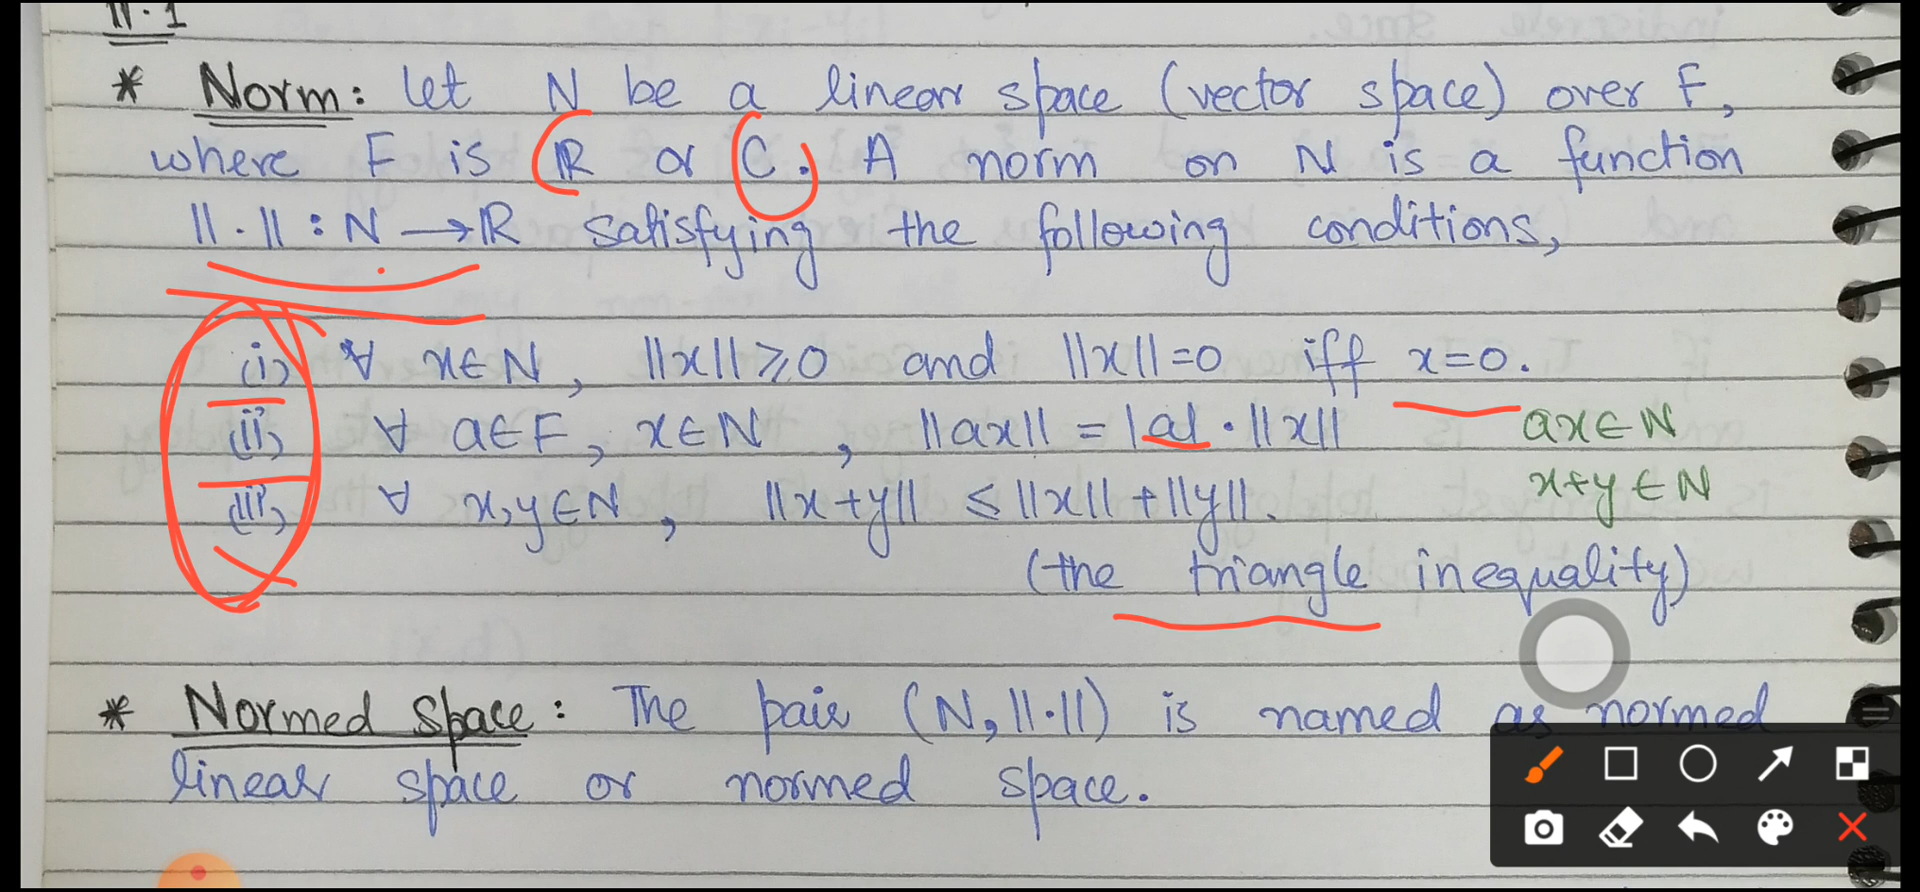 11.1
* Norm: let N be a linear space (vector space) over F,
where F is ℝ or ℂ. A norm on N is a function
||·|| : N → ℝ satisfying the following conditions,
(i) ∀ x∈N, ||x|| ⩾ 0 and ||x|| = 0 iff x=0.
(ii) ∀ a∈F, x∈N, ||ax|| = |a|·||x|| ax∈N
(iii) ∀ x,y∈N, ||x+y|| ≤ ||x|| + ||y||. x+y∈N
(the triangle inequality)
* Normed space: The pair (N, ||·||) is named as normed
linear space or normed space.